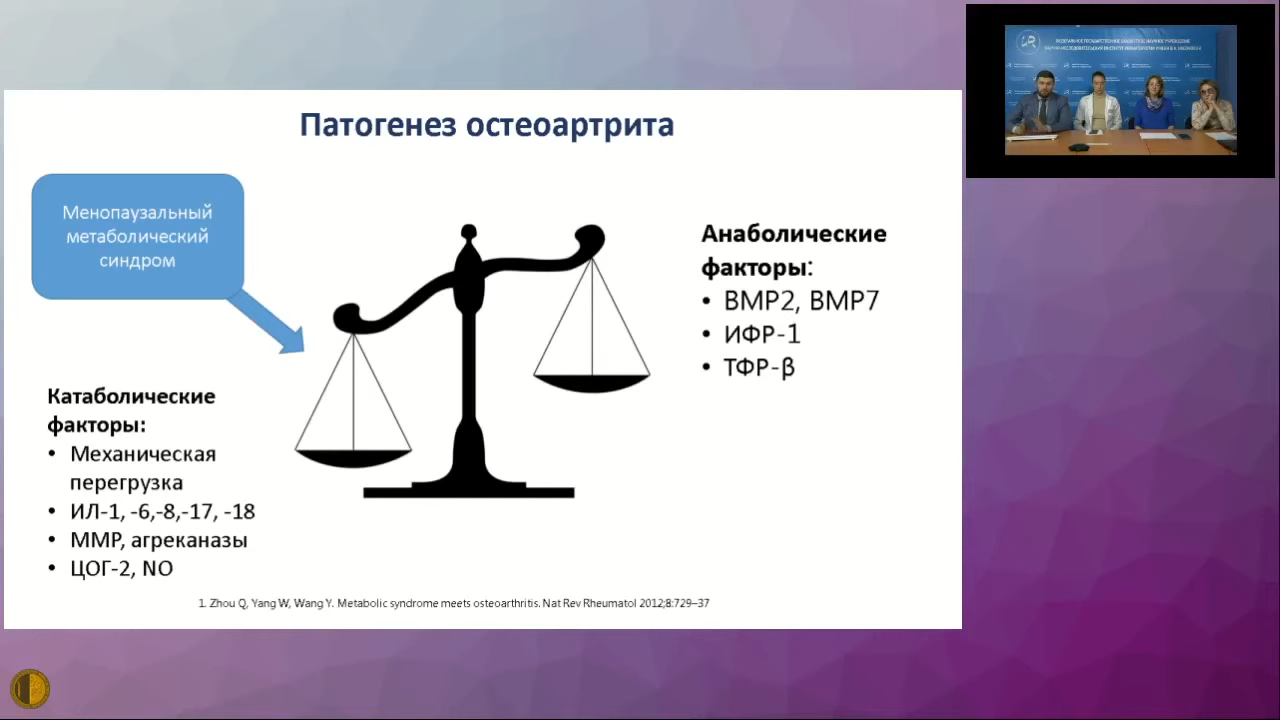 Патогенез остеоартрита
Менопаузальный
метаболический
синдром
Анаболические
факторы:
• BMP2, BMP7
• ИФР-1
• ТФР-β
Катаболические
факторы:
• Механическая
перегрузка
• ИЛ-1, -6,-8,-17, -18
• ММР, агреканазы
• ЦОГ-2, NO
1. Zhou Q, Yang W, Wang Y. Metabolic syndrome meets osteoarthritis. Nat Rev Rheumatol 2012;8:729–37